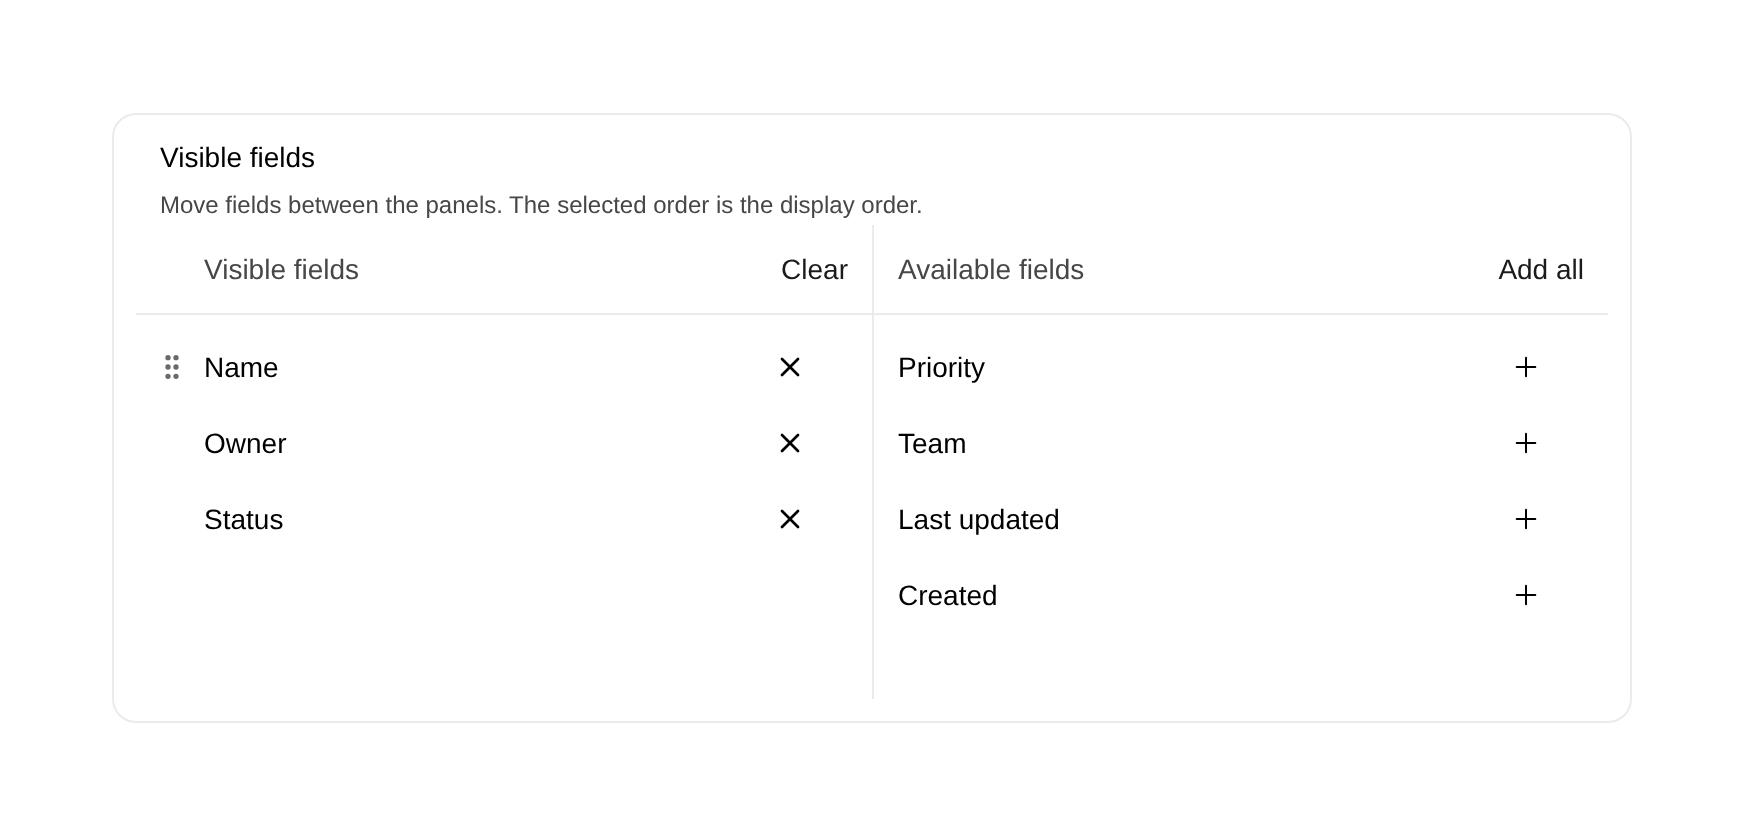 Visible fields
Move fields between the panels. The selected order is the display order.
Visible fields
Clear
Name
Owner
Status
Available fields
Add all
Priority
Team
Last updated
Created